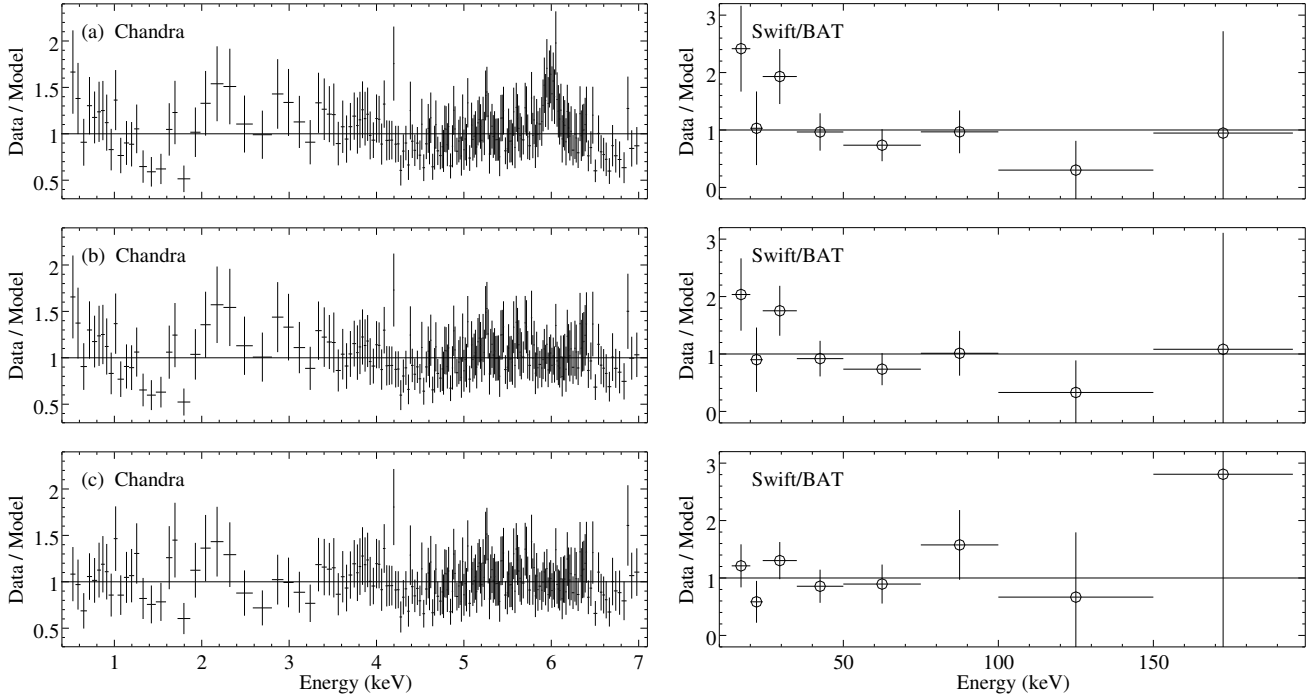 (a) Chandra
Data / Model
2
1.5
1
0.5
Swift/BAT
Data / Model
3
2
1
0
(b) Chandra
Data / Model
2
1.5
1
0.5
Swift/BAT
Data / Model
3
2
1
0
(c) Chandra
Data / Model
2
1.5
1
0.5
1 2 3 4 5 6 7
Energy (keV)
Swift/BAT
Data / Model
3
2
1
0
50 100 150
Energy (keV)